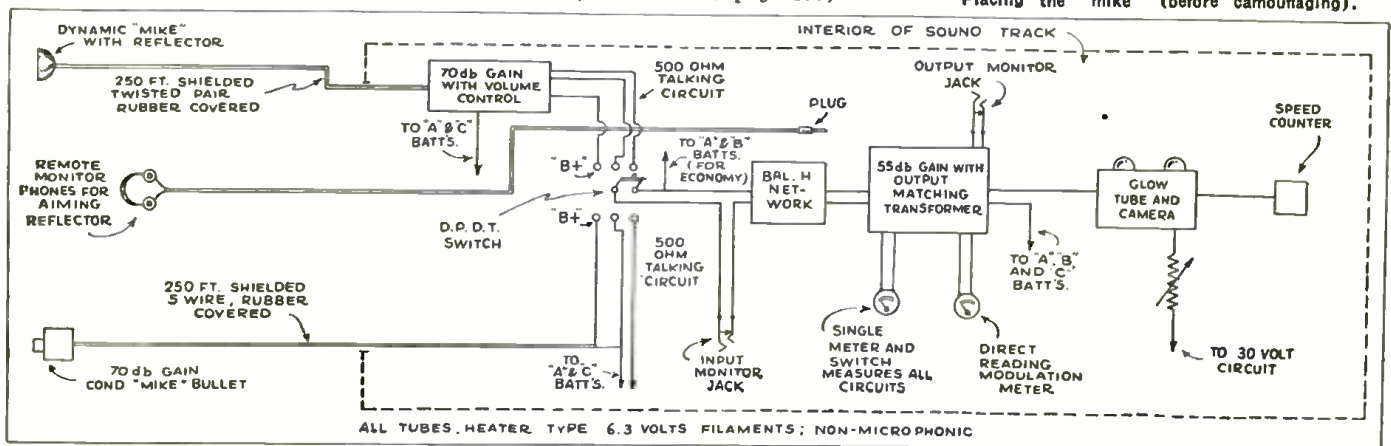 Placing the "mike" (before camouflaging).
DYNAMIC "MIKE"
WITH REFLECTOR
250 FT. SHIELDED
TWISTED PAIR
RUBBER COVERED
70 db GAIN
WITH VOLUME
CONTROL
500 OHM
TALKING
CIRCUIT
INTERIOR OF SOUND TRACK
OUTPUT MONITOR
JACK
PLUG
SPEED
COUNTER
TO "A" & "C"
BATTS.
"B+"
TO "A" & "B"
BATTS.
(FOR
ECONOMY)
REMOTE
MONITOR
PHONES FOR
AIMING
REFLECTOR
D.P.D.T.
SWITCH
"B+"
BAL. H
NET-
WORK
55db GAIN WITH
OUTPUT
MATCHING
TRANSFORMER
GLOW
TUBE AND
CAMERA
500
OHM
TALKING
CIRCUIT
TO "A", "B"
AND "C"
BATTS.
250 FT. SHIELDED
5 WIRE, RUBBER
COVERED
70 db GAIN
COND "MIKE" BULLET
TO
"A" & "C"
BATT'S.
INPUT
MONITOR
JACK
SINGLE
METER AND
SWITCH
MEASURES ALL
CIRCUITS
DIRECT
READING
MODULATION
METER
TO 30 VOLT
CIRCUIT
ALL TUBES, HEATER TYPE 6.3 VOLTS FILAMENTS; NON-MICROPHONIC